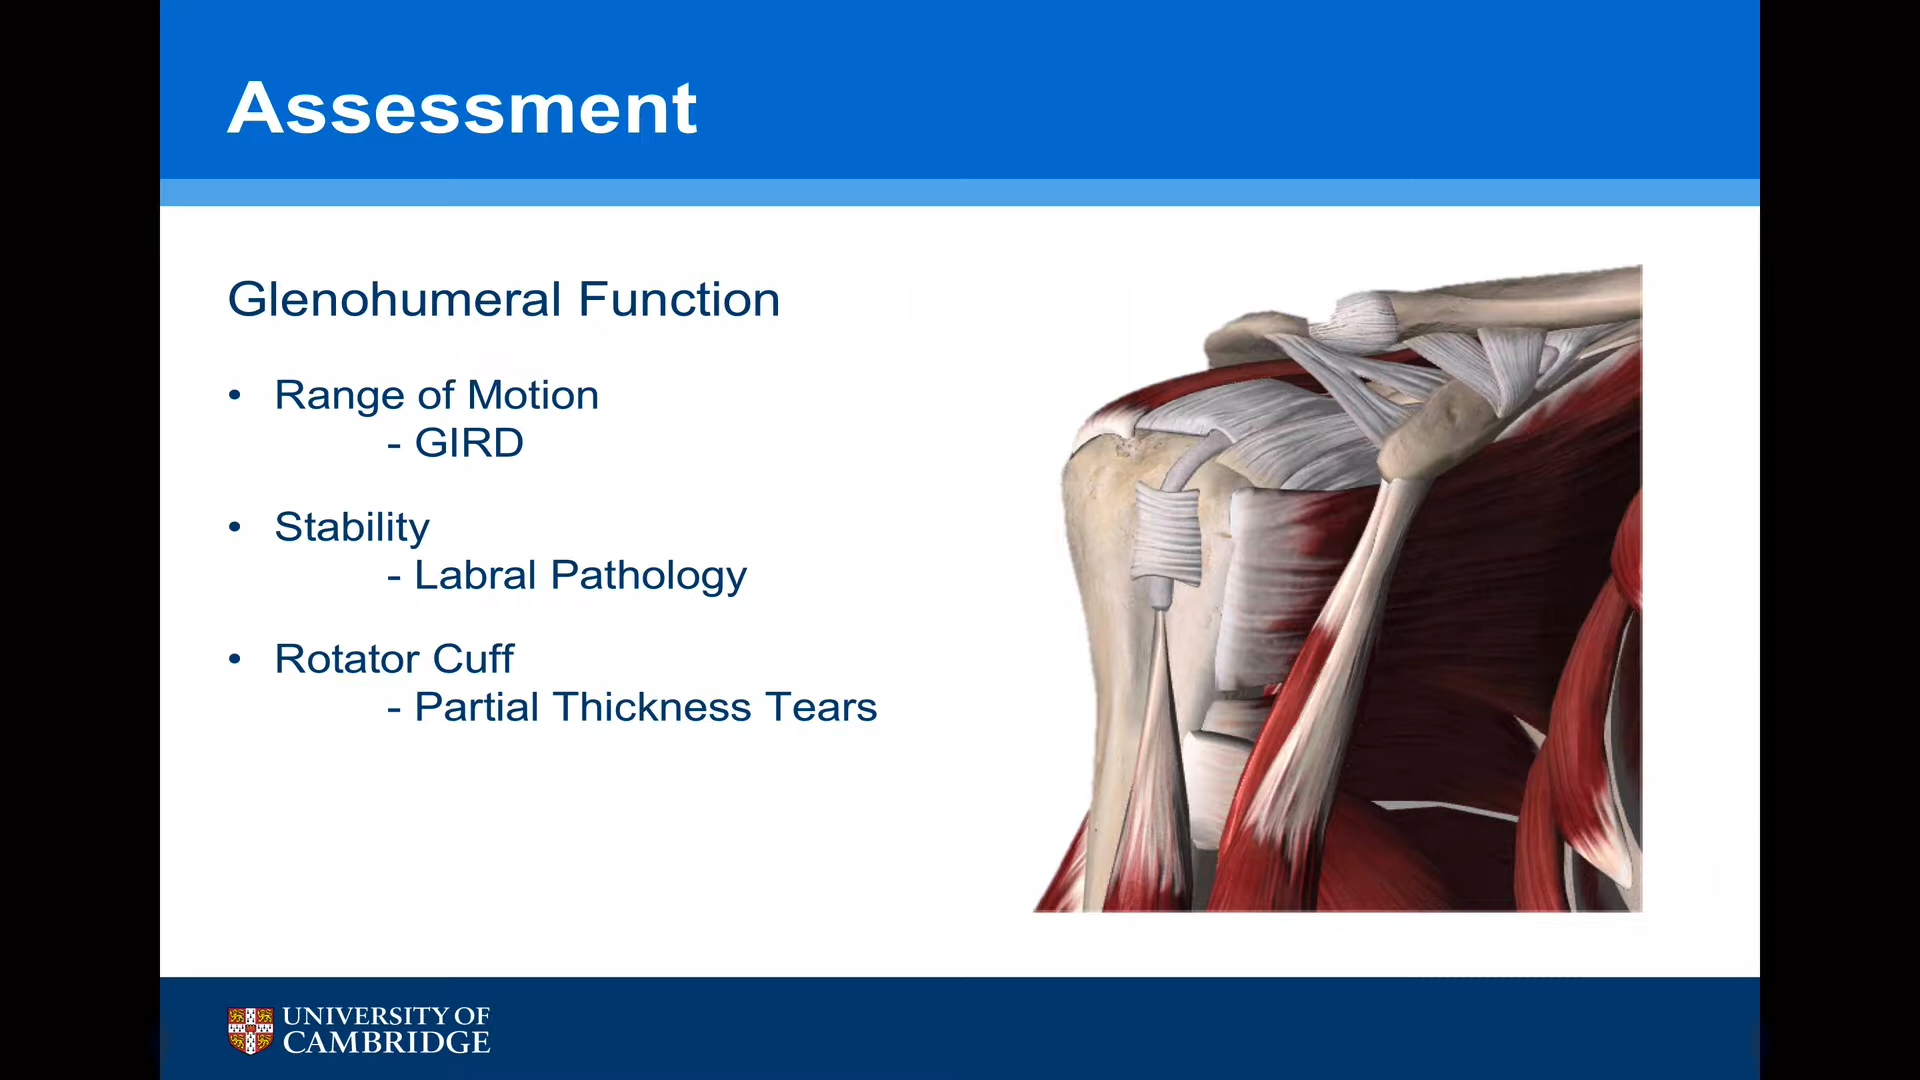 Assessment
Glenohumeral Function
• Range of Motion
- GIRD
• Stability
- Labral Pathology
• Rotator Cuff
- Partial Thickness Tears
UNIVERSITY OF
CAMBRIDGE